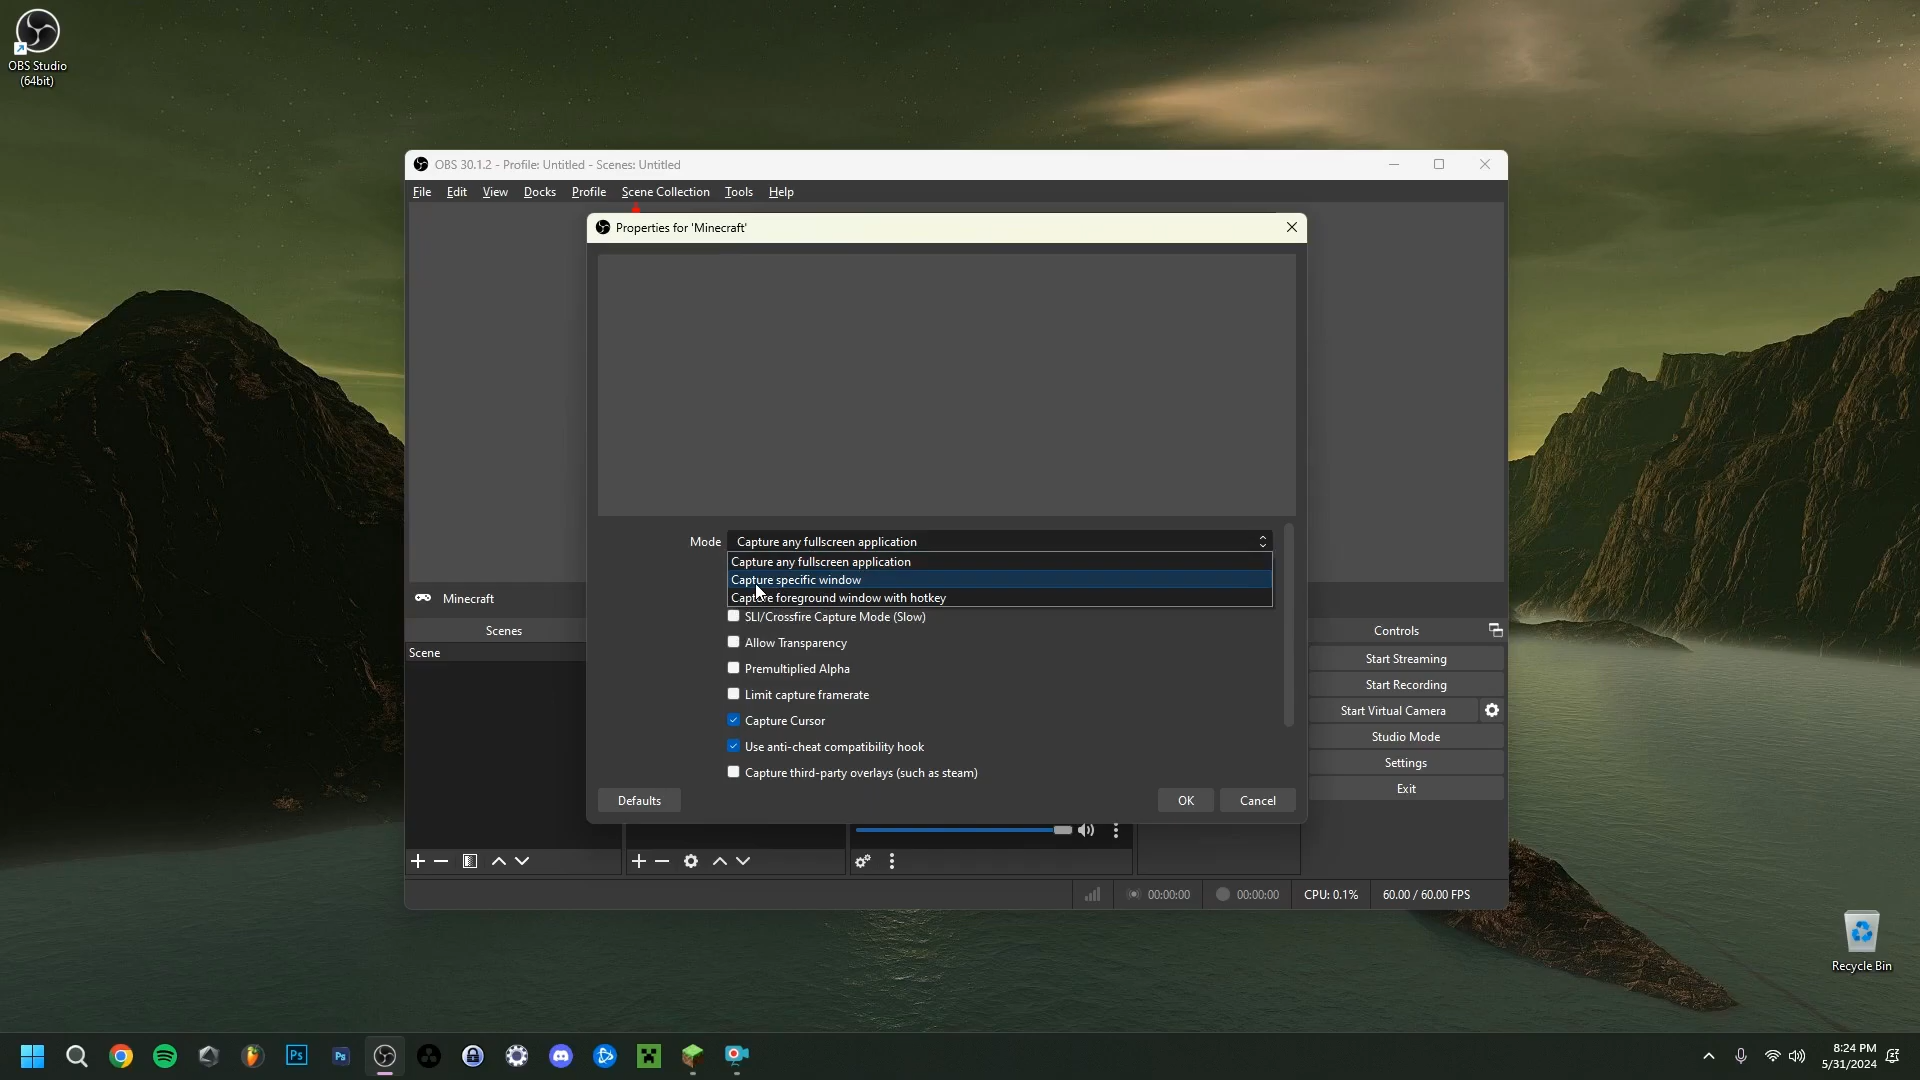 OBS Studio
(64bit)
OBS 30.1.2 - Profile: Untitled - Scenes: Untitled
File Edit View Docks Profile Scene Collection Tools Help
Properties for 'Minecraft'
Mode Capture any fullscreen application
Capture any fullscreen application
Capture specific window
Capture foreground window with hotkey
SLI/Crossfire Capture Mode (Slow)
Allow Transparency
Premultiplied Alpha
Limit capture framerate
Capture Cursor
Use anti-cheat compatibility hook
Capture third-party overlays (such as steam)
Defaults OK Cancel
Minecraft
Scenes
Scene
Controls
Start Streaming
Start Recording
Start Virtual Camera
Studio Mode
Settings
Exit
00:00:00 00:00:00 CPU: 0.1% 60.00 / 60.00 FPS
Recycle Bin
Ps Ps
8:24 PM
5/31/2024